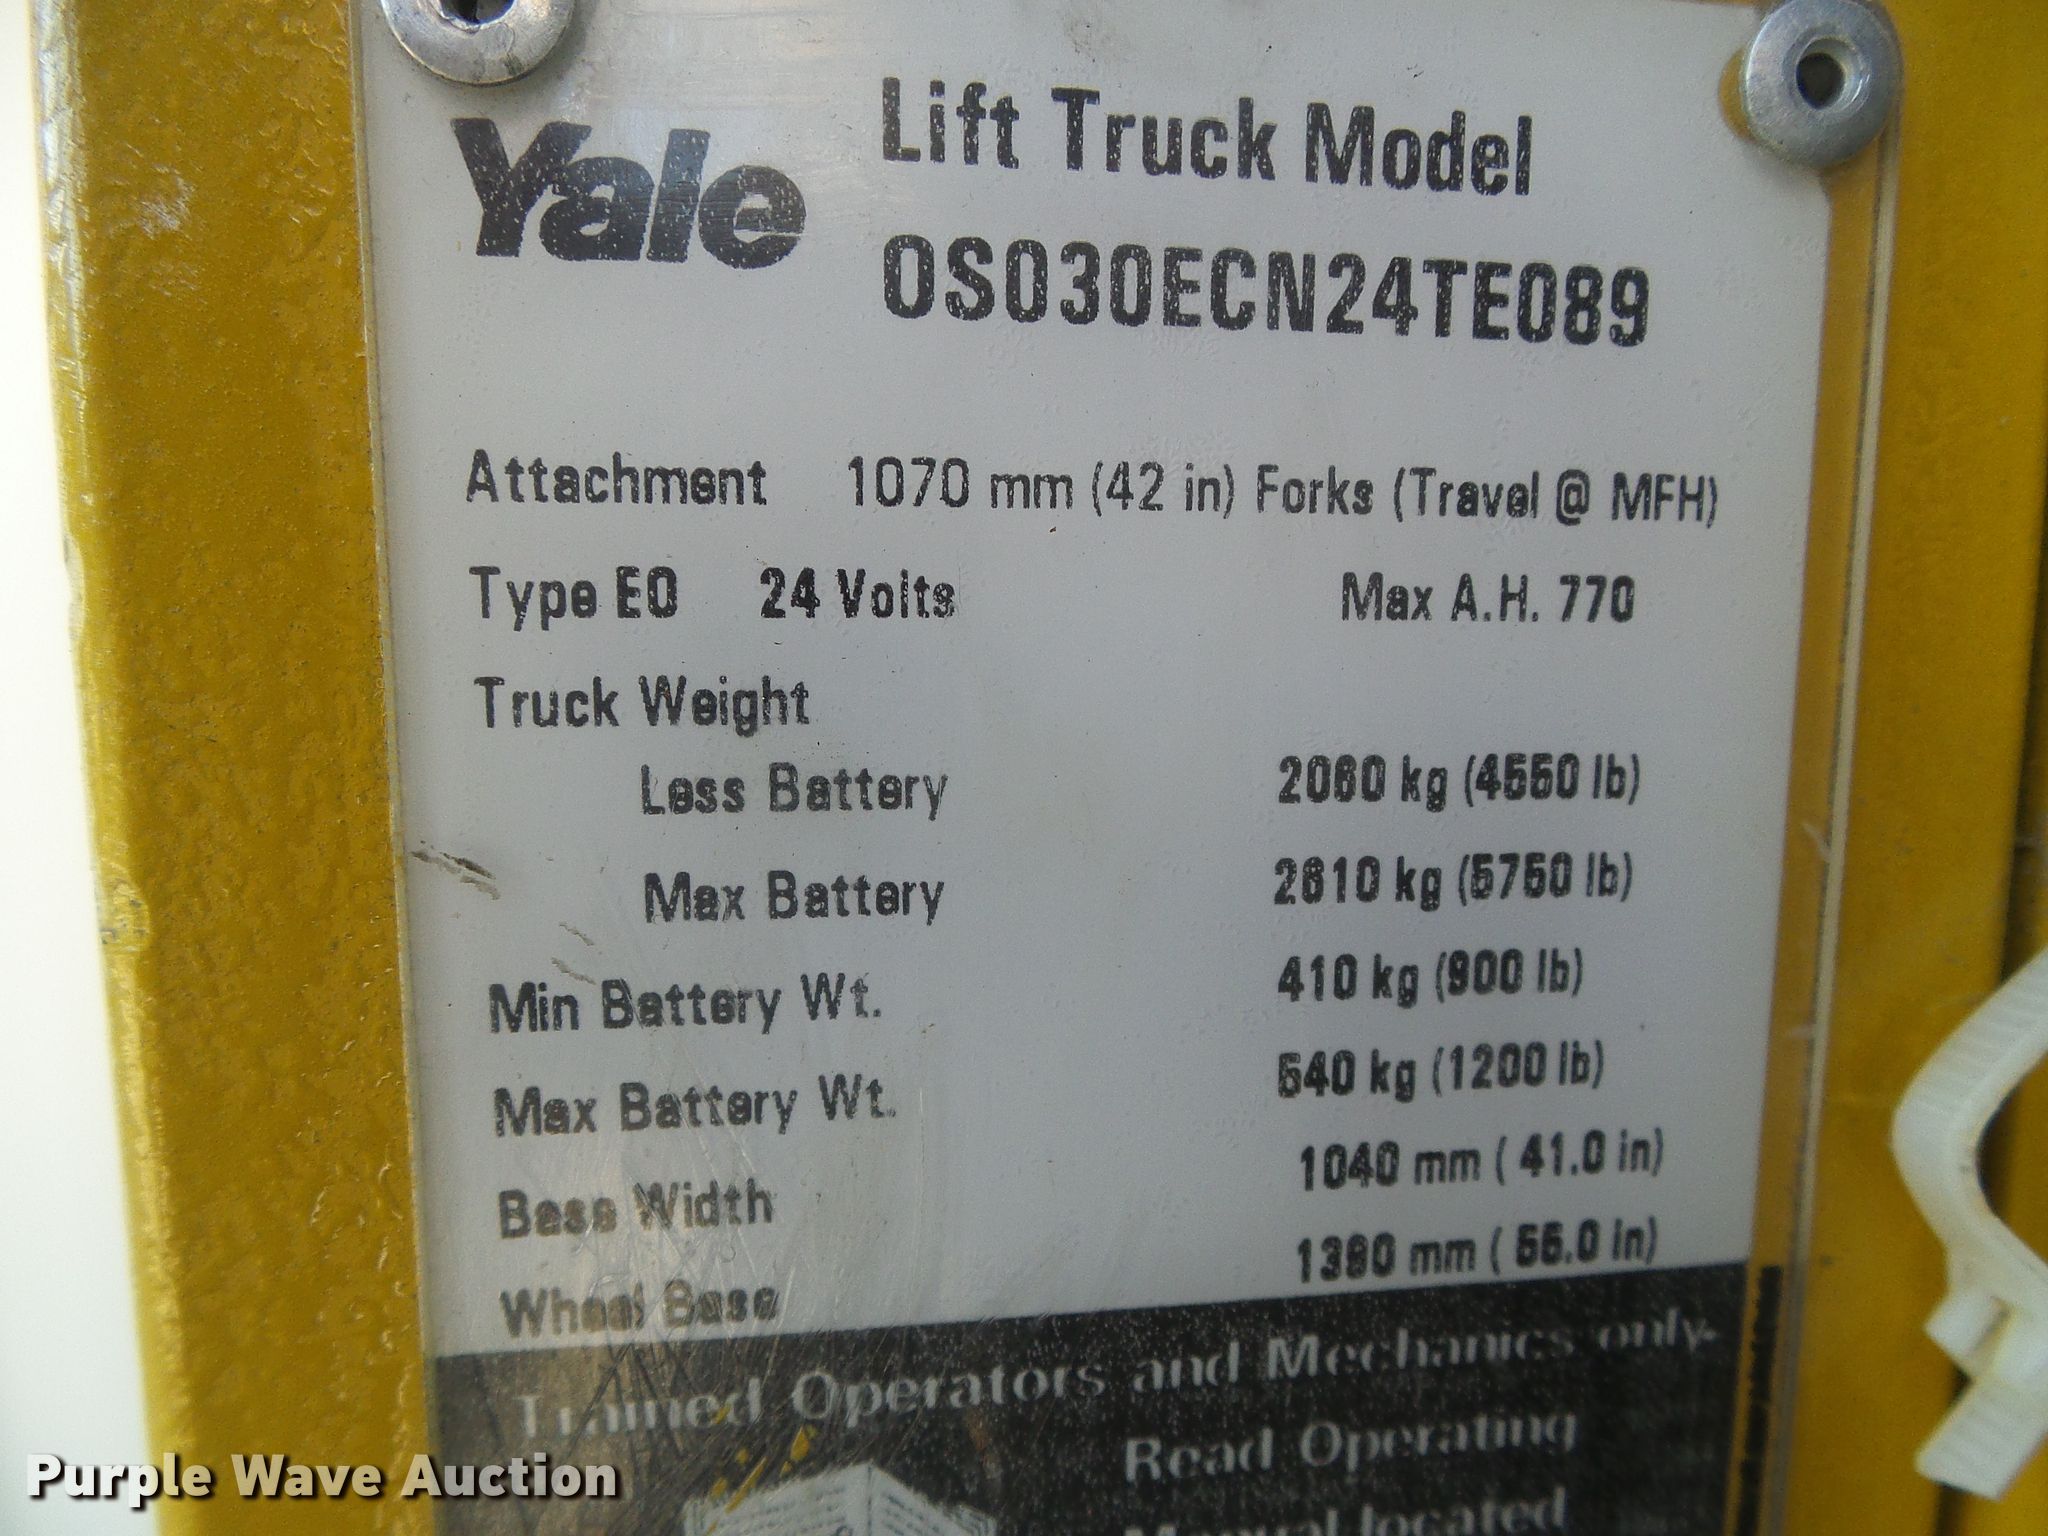 Yale
Lift Truck Model
OS030ECN24TE089
Attachment 1070 mm (42 in) Forks (Travel @ MFH)
Type EO 24 Volts Max A.H. 770
Truck Weight
Less Battery 2060 kg (4550 lb)
Max Battery 2610 kg (5750 lb)
Min Battery Wt. 410 kg (900 lb)
Max Battery Wt. 540 kg (1200 lb)
Base Width 1040 mm ( 41.0 in)
Wheel Base 1390 mm ( 55.0 in)
Trained Operators and Mechanics only.
Read Operating
Manual located
Purple Wave Auction